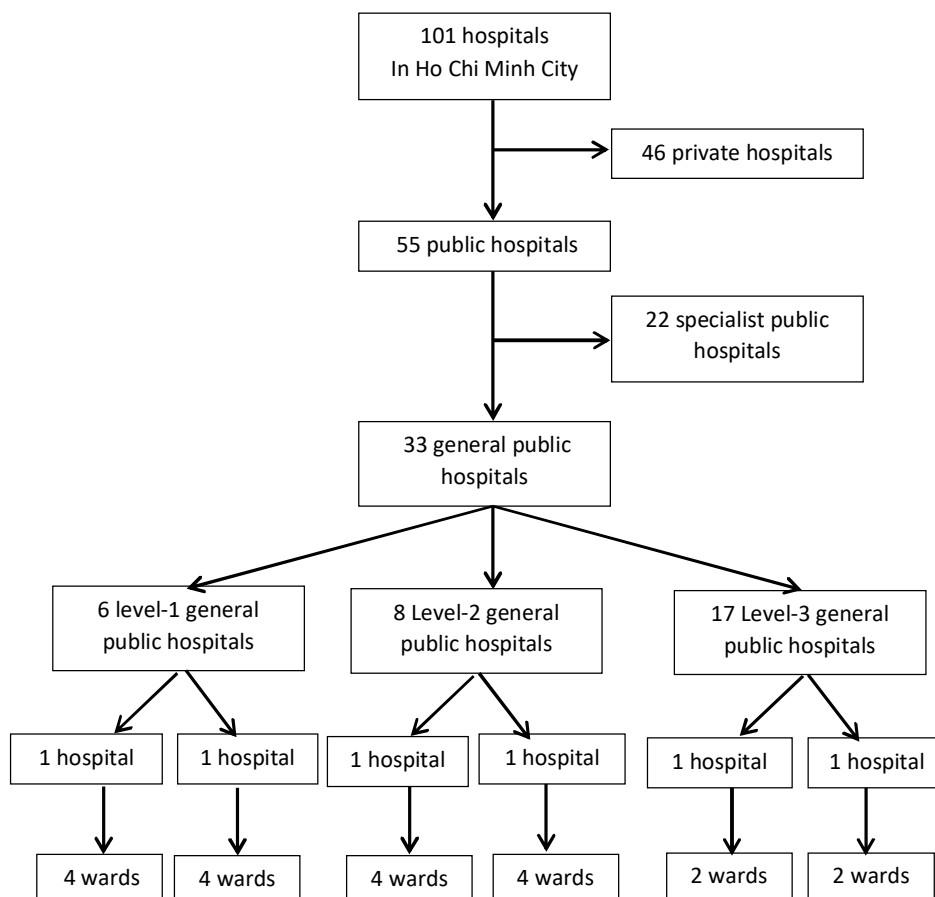 101 hospitals
In Ho Chi Minh City
46 private hospitals
55 public hospitals
22 specialist public
hospitals
33 general public
hospitals
6 level-1 general
public hospitals
8 Level-2 general
public hospitals
17 Level-3 general
public hospitals
1 hospital
1 hospital
1 hospital
1 hospital
1 hospital
1 hospital
4 wards
4 wards
4 wards
4 wards
2 wards
2 wards